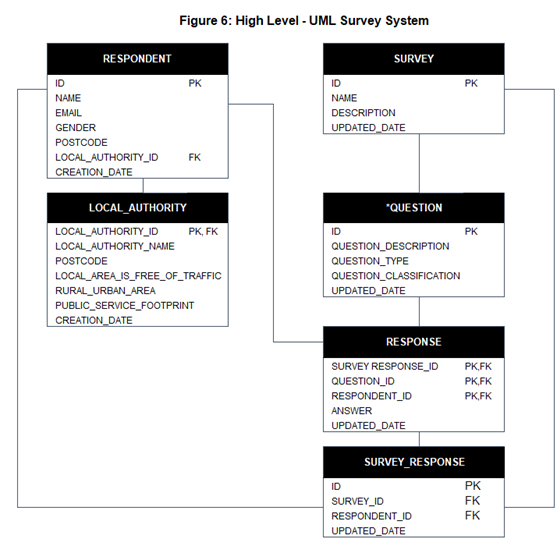 Figure 6: High Level - UML Survey System
RESPONDENT
ID PK
NAME
EMAIL
GENDER
POSTCODE
LOCAL_AUTHORITY_ID FK
CREATION_DATE
LOCAL_AUTHORITY
LOCAL_AUTHORITY_ID PK, FK
LOCAL_AUTHORITY_NAME
POSTCODE
LOCAL_AREA_IS_FREE_OF_TRAFFIC
RURAL_URBAN_AREA
PUBLIC_SERVICE_FOOTPRINT
CREATION_DATE
SURVEY
ID PK
NAME
DESCRIPTION
UPDATED_DATE
*QUESTION
ID PK
QUESTION_DESCRIPTION
QUESTION_TYPE
QUESTION_CLASSIFICATION
UPDATED_DATE
RESPONSE
SURVEY RESPONSE_ID PK,FK
QUESTION_ID PK,FK
RESPONDENT_ID PK,FK
ANSWER
UPDATED_DATE
SURVEY_RESPONSE
ID PK
SURVEY_ID FK
RESPONDENT_ID FK
UPDATED_DATE